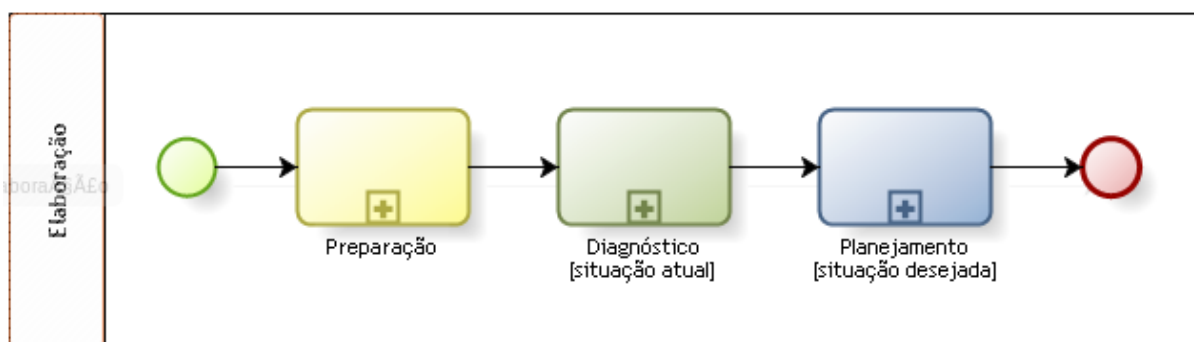 Elaboração
Preparação
Diagnóstico
[situação atual]
Planejamento
[situação desejada]